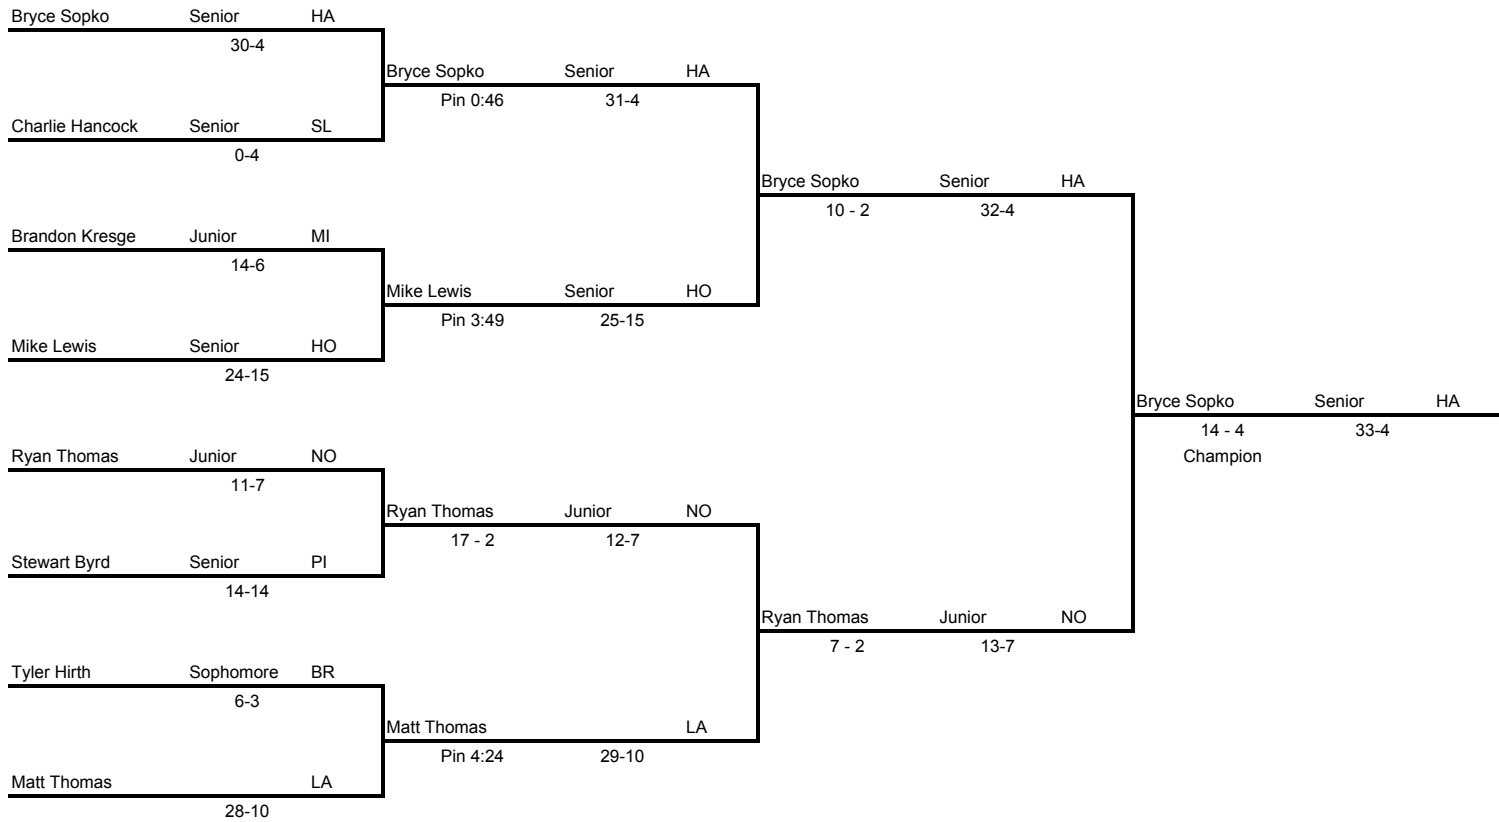 Bryce Sopko Senior HA
30-4
Bryce Sopko Senior HA
Pin 0:46 31-4
Charlie Hancock Senior SL
0-4
Bryce Sopko Senior HA
10 - 2 32-4
Brandon Kresge Junior MI
14-6
Mike Lewis Senior HO
Pin 3:49 25-15
Mike Lewis Senior HO
24-15
Bryce Sopko Senior HA
14 - 4 33-4
Champion
Ryan Thomas Junior NO
11-7
Ryan Thomas Junior NO
17 - 2 12-7
Stewart Byrd Senior PI
14-14
Ryan Thomas Junior NO
7 - 2 13-7
Tyler Hirth Sophomore BR
6-3
Matt Thomas LA
Pin 4:24 29-10
Matt Thomas LA
28-10